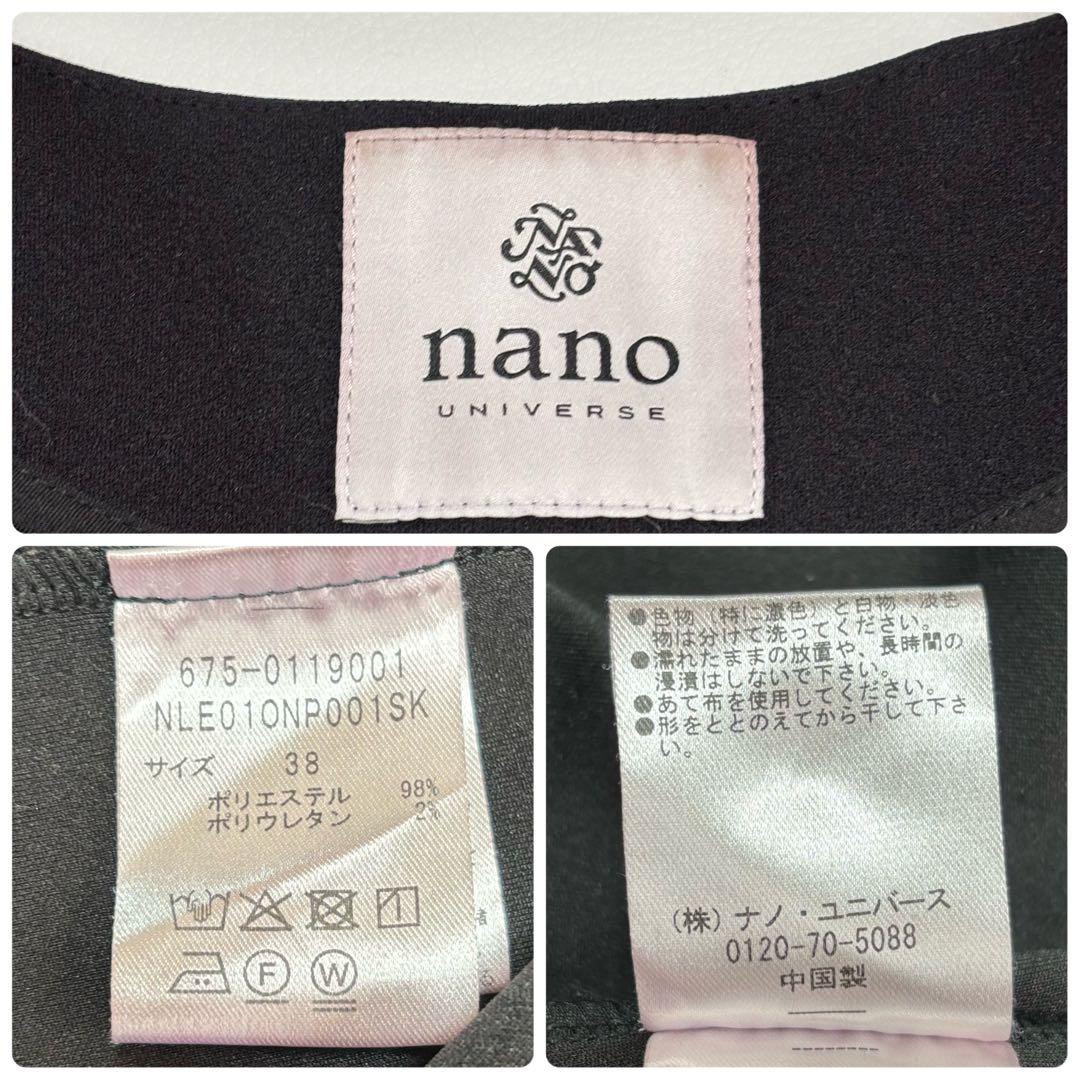 NANO
nano
UNIVERSE
675-0119001
NLE01ONP001SK
サイズ 38
ポリエステル 98%
ポリウレタン 2%
F W
者
●色物（特に濃色）と白物、淡色
物は分けて洗ってください。
●濡れたままの放置や、長時間の
浸漬はしないで下さい。
●あて布を使用してください。
●形をととのえてから干して下さ
い。
（株）ナノ・ユニバース
0120-70-5088
中国製